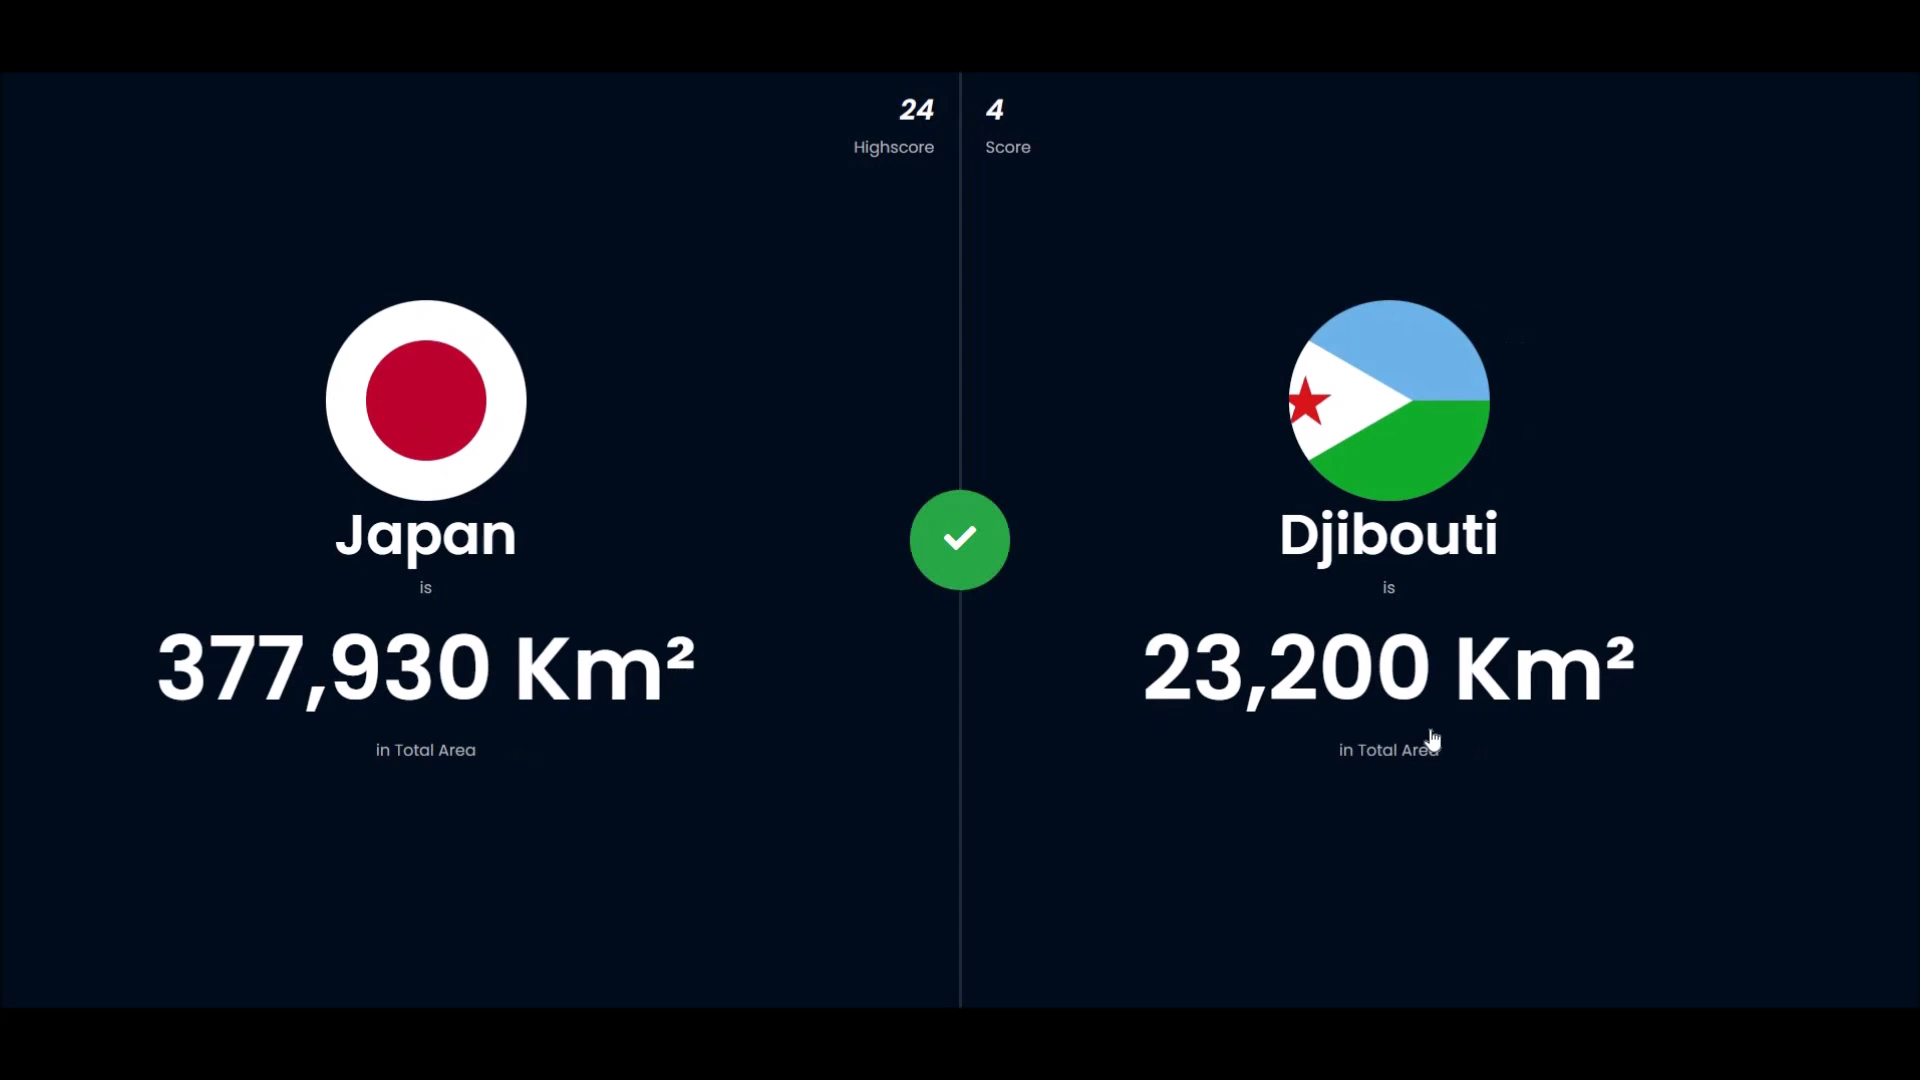 24
Highscore
4
Score
Japan
is
377,930 Km²
in Total Area
Djibouti
is
23,200 Km²
in Total Area